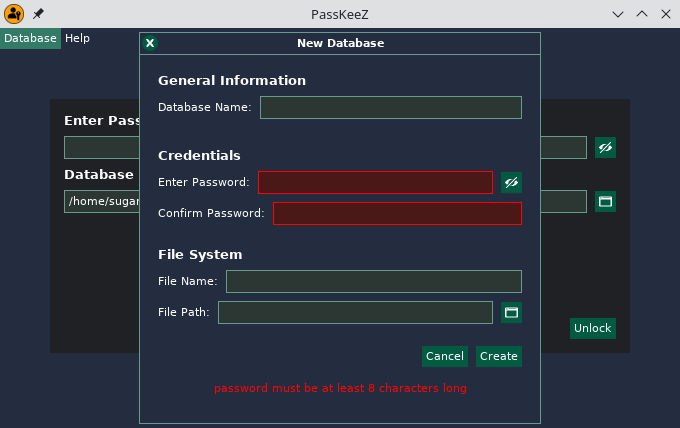 PassKeeZ
Database Help
New Database
General Information
Database Name:
Enter Pass
Credentials
Database
Enter Password:
/home/sugar
Confirm Password:
File System
File Name:
File Path:
Unlock
Cancel Create
password must be at least 8 characters long